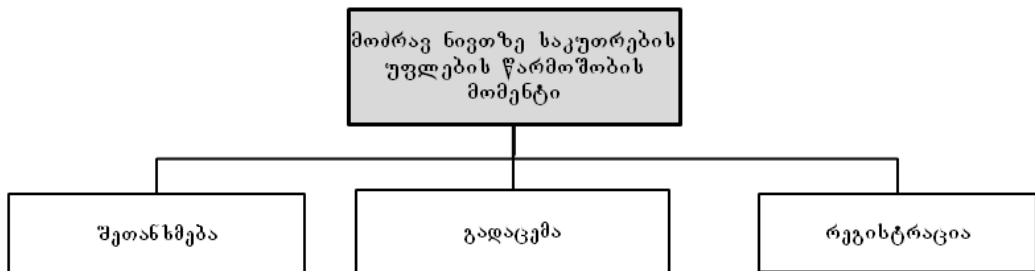 მოძრავ ნივთზე საკუთრების
უფლების წარმოშობის
მომენტი
შეთანხმება
გადაცემა
რეგისტრაცია